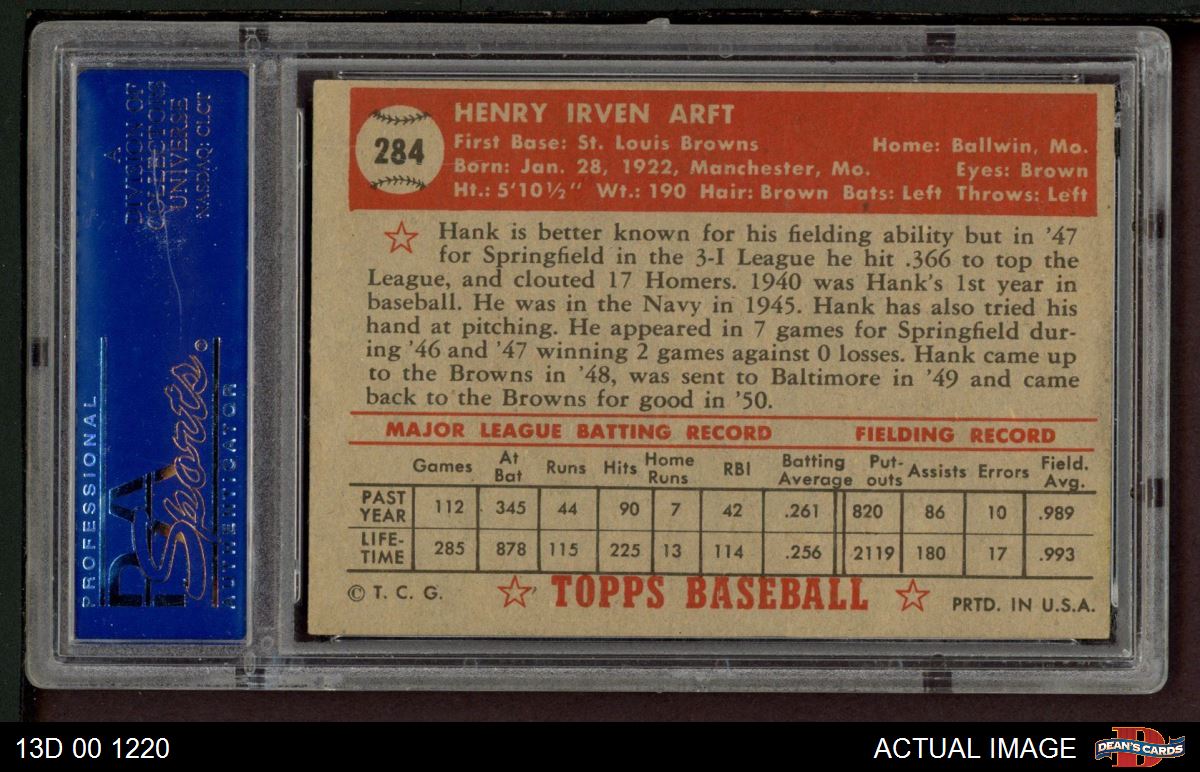 A
DIVISION OF
COLLECTORS
UNIVERSE
NASDAQ: CLCT
PSA
Sports®
PROFESSIONAL
AUTHENTICATOR
284
HENRY IRVEN ARFT
First Base: St. Louis Browns Home: Ballwin, Mo.
Born: Jan. 28, 1922, Manchester, Mo. Eyes: Brown
Ht.: 5'10½" Wt.: 190 Hair: Brown Bats: Left Throws: Left
Hank is better known for his fielding ability but in '47
for Springfield in the 3-I League he hit .366 to top the
League, and clouted 17 Homers. 1940 was Hank's 1st year in
baseball. He was in the Navy in 1945. Hank has also tried his
hand at pitching. He appeared in 7 games for Springfield dur-
ing '46 and '47 winning 2 games against 0 losses. Hank came up
to the Browns in '48, was sent to Baltimore in '49 and came
back to the Browns for good in '50.
MAJOR LEAGUE BATTING RECORD FIELDING RECORD
Games At Bat Runs Hits Home Runs RBI Batting Average Put-outs Assists Errors Field. Avg.
PAST YEAR 112 345 44 90 7 42 .261 820 86 10 .989
LIFE-TIME 285 878 115 225 13 114 .256 2119 180 17 .993
© T. C. G. TOPPS BASEBALL PRTD. IN U.S.A.
13D 00 1220 ACTUAL IMAGE DEAN'S CARDS